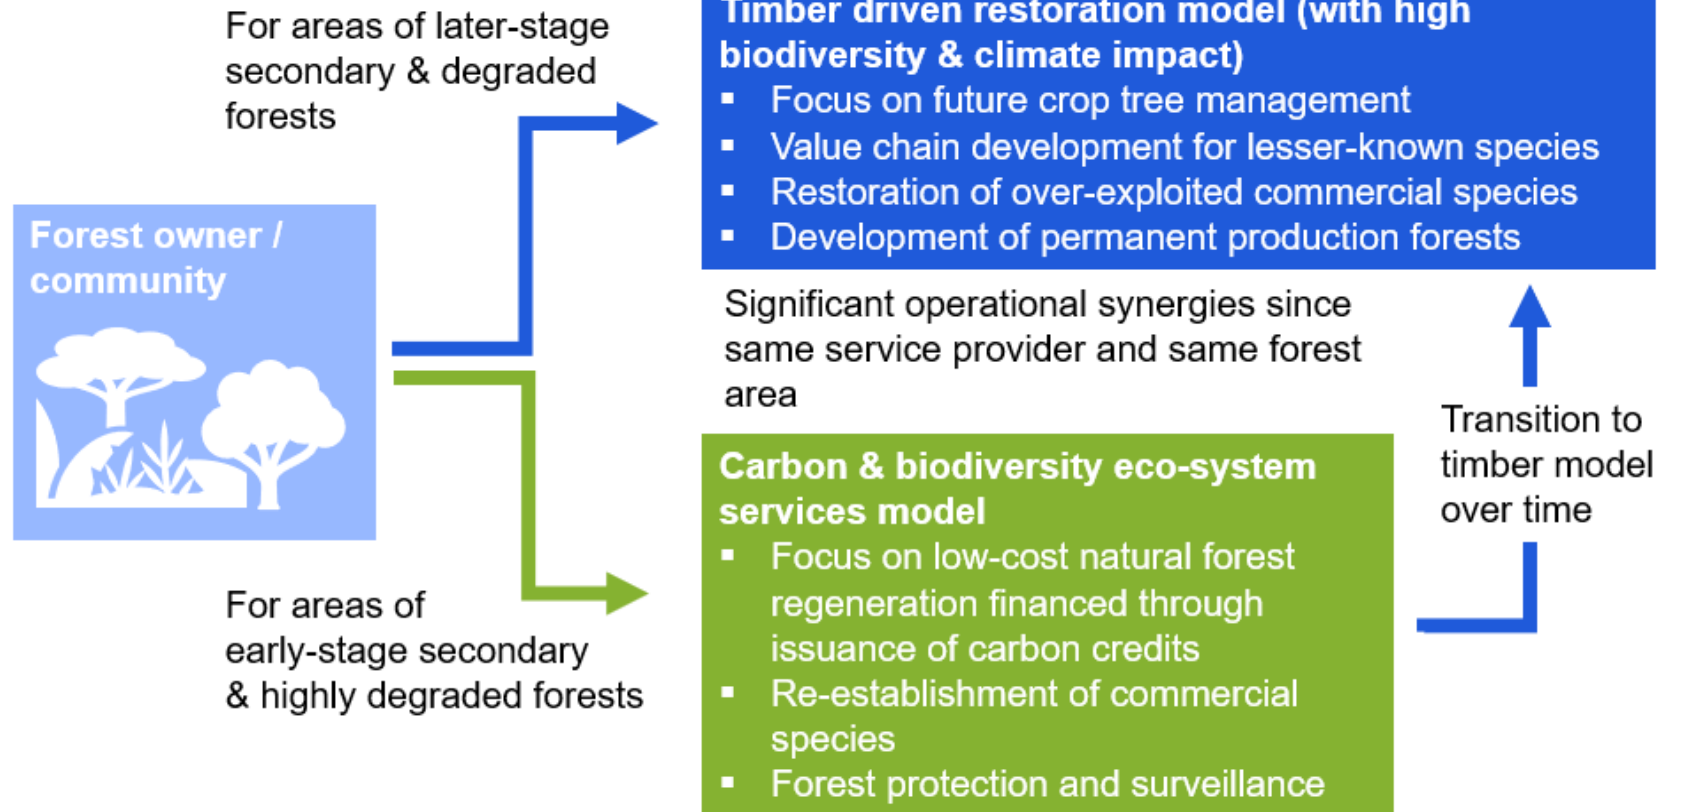 For areas of later-stage
secondary & degraded
forests
Timber driven restoration model (with high
biodiversity & climate impact)
▪ Focus on future crop tree management
▪ Value chain development for lesser-known species
▪ Restoration of over-exploited commercial species
▪ Development of permanent production forests
Forest owner /
community
Significant operational synergies since
same service provider and same forest
area
Transition to
timber model
over time
For areas of
early-stage secondary
& highly degraded forests
Carbon & biodiversity eco-system
services model
▪ Focus on low-cost natural forest
regeneration financed through
issuance of carbon credits
▪ Re-establishment of commercial
species
▪ Forest protection and surveillance